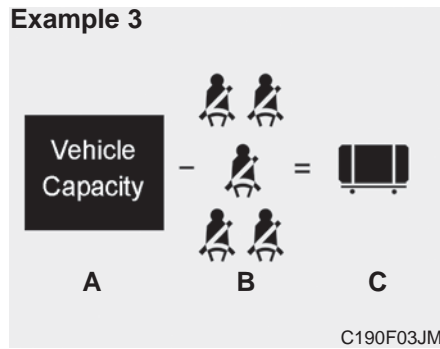 Example 3
Vehicle
Capacity
-
=
A
B
C
C190F03JM